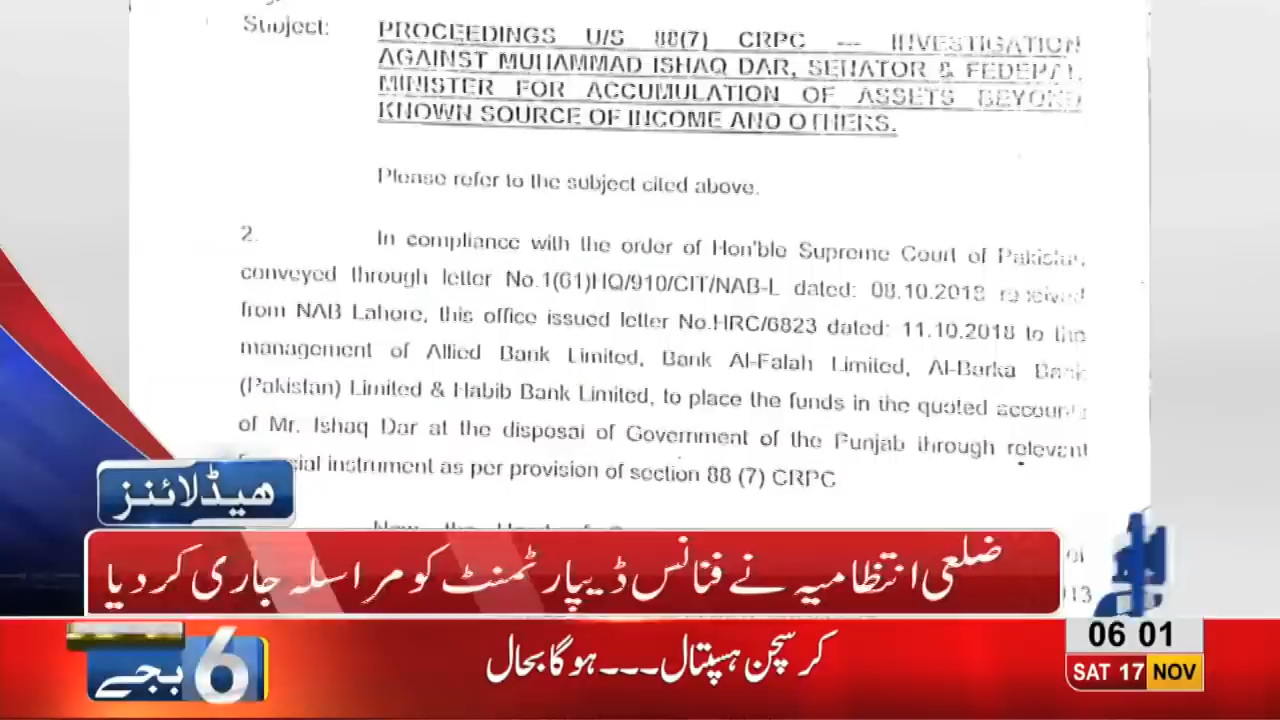 Subject: PROCEEDINGS U/S 88(7) CRPC --- INVESTIGATION
AGAINST MUHAMMAD ISHAQ DAR, SENATOR & FEDERAL
MINISTER FOR ACCUMULATION OF ASSETS BEYOND
KNOWN SOURCE OF INCOME AND OTHERS.
Please refer to the subject cited above.
2. In compliance with the order of Hon'ble Supreme Court of Pakistan,
conveyed through letter No.1(61)HQ/910/CIT/NAB-L dated: 08.10.2018 received
from NAB Lahore, this office issued letter No.HRC/6823 dated: 11.10.2018 to the
management of Allied Bank Limited, Bank Al-Falah Limited, Al-Barka Bank
(Pakistan) Limited & Habib Bank Limited, to place the funds in the quoted accounts
of Mr. Ishaq Dar at the disposal of Government of the Punjab through relevant
instrument as per provision of section 88 (7) CRPC
ھیڈلائنز
ضلعی انتظامیہ نے فنانس ڈیپارٹمنٹ کو مراسلہ جاری کر دیا
کرسچن ہسپتال۔۔۔ہوگا بحال
6 بجے
06 01
SAT 17 NOV